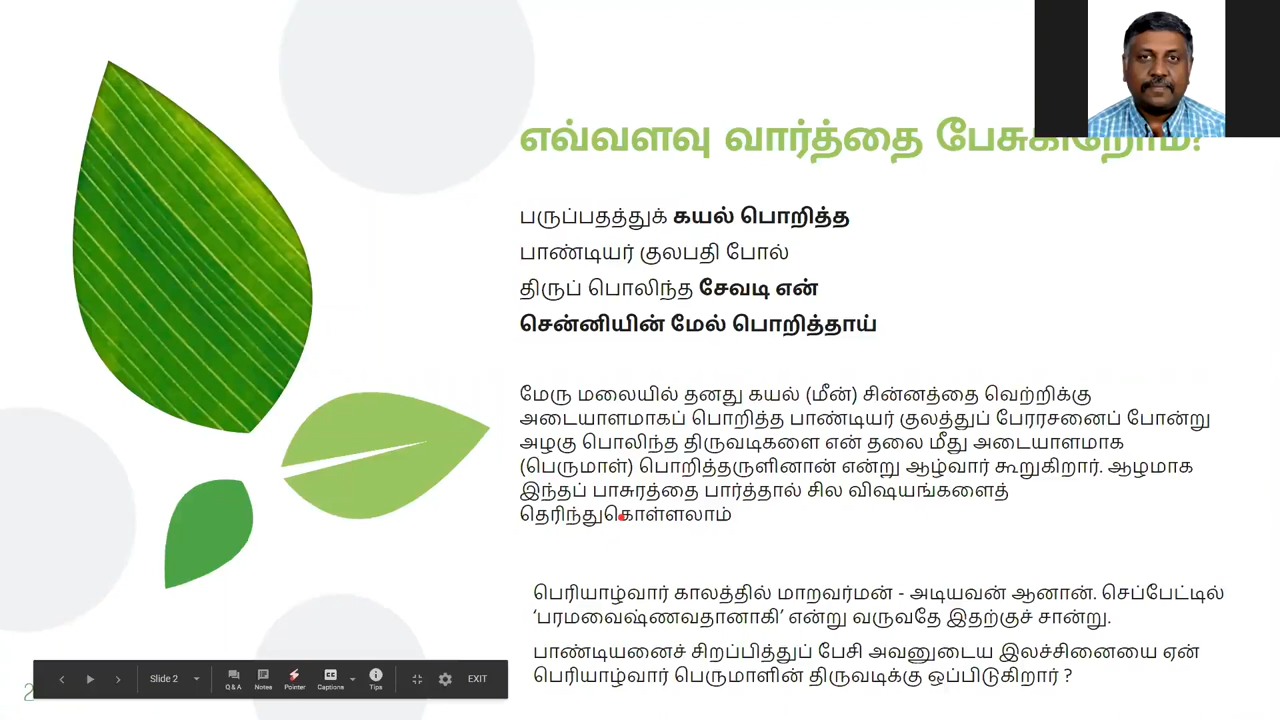 எவ்வளவு வார்த்தை பேசுகிறோம்!
பருப்பதத்துக் கயல் பொறித்த
பாண்டியர் குலபதி போல்
திருப் பொலிந்த சேவடி என்
சென்னியின் மேல் பொறித்தாய்
மேரு மலையில் தனது கயல் (மீன்) சின்னத்தை வெற்றிக்கு
அடையாளமாகப் பொறித்த பாண்டியர் குலத்துப் பேரரசனைப் போன்று
அழகு பொலிந்த திருவடிகளை என் தலை மீது அடையாளமாக
(பெருமாள்) பொறித்தருளினான் என்று ஆழ்வார் கூறுகிறார். ஆழமாக
இந்தப் பாசுரத்தை பார்த்தால் சில விஷயங்களைத்
தெரிந்துகொள்ளலாம்
பெரியாழ்வார் காலத்தில் மாறவர்மன் - அடியவன் ஆனான். செப்பேட்டில்
‘பரமவைஷ்ணவதானாகி’ என்று வருவதே இதற்குச் சான்று.
பாண்டியனைச் சிறப்பித்துப் பேசி அவனுடைய இலச்சினையை ஏன்
பெரியாழ்வார் பெருமாளின் திருவடிக்கு ஒப்பிடுகிறார் ?
Slide 2
Q&A Notes Pointer Captions Tips
EXIT
2